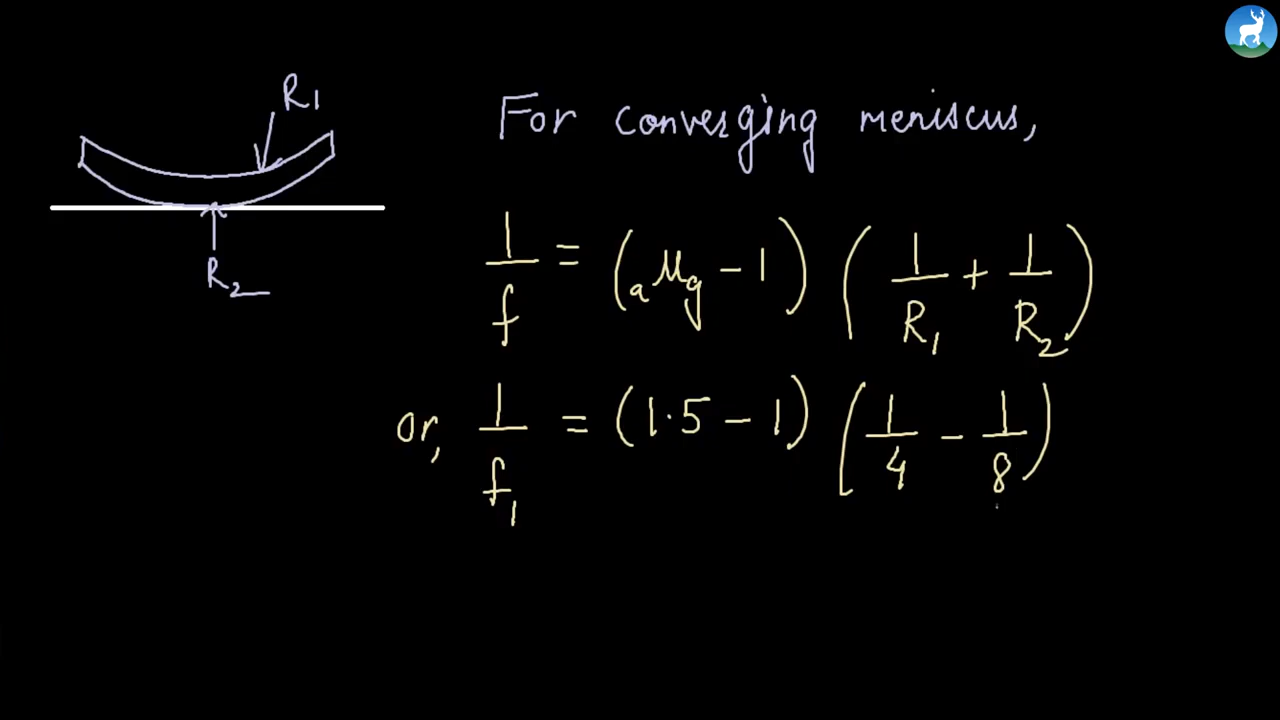 R₁
R₂
For converging meniscus,
1/f = (ₐμg - 1) (1/R₁ + 1/R₂)
or, 1/f₁ = (1.5 - 1) (1/4 - 1/8)